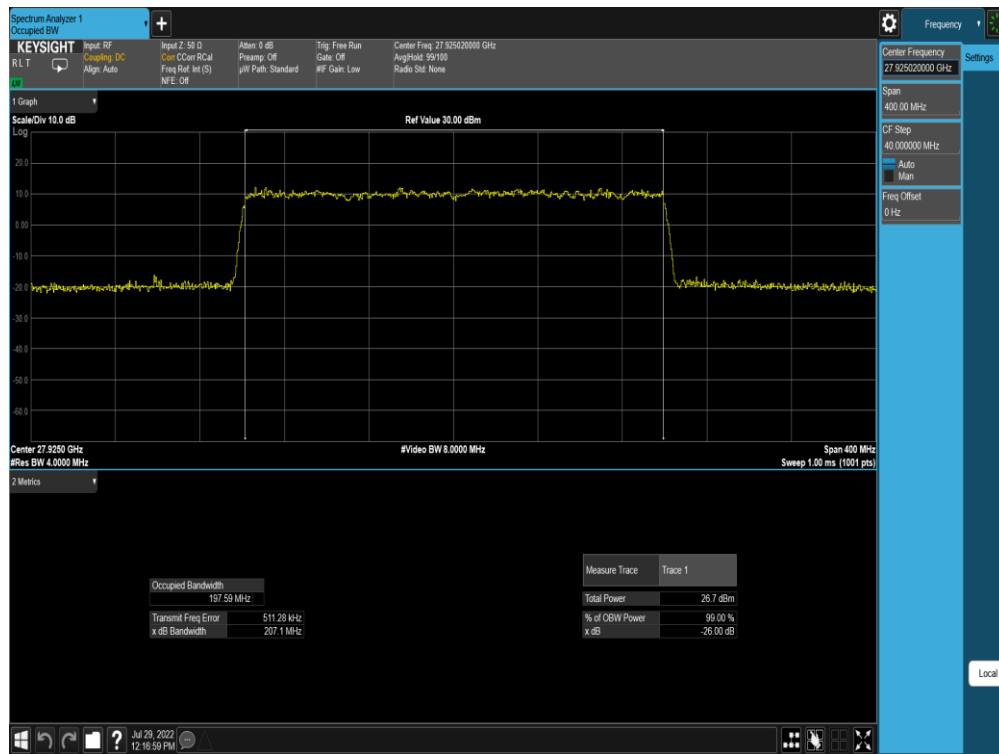 Spectrum Analyzer 1
Occupied BW
Frequency
KEYSIGHT
RLT
Input: RF
Coupling: DC
Align: Auto
Input Z: 50 Ω
Corr CCorr RCal
Freq Ref: Int (S)
NFE: Off
Atten: 0 dB
Preamp: Off
µW Path: Standard
Trig: Free Run
Gate: Off
#IF Gain: Low
Center Freq: 27.925020000 GHz
Avg|Hold: 99/100
Radio Std: None
Center Frequency
27.925020000 GHz
Settings
Span
400.00 MHz
CF Step
40.000000 MHz
Auto
Man
Freq Offset
0 Hz
1 Graph
Scale/Div 10.0 dB
Ref Value 30.00 dBm
Log
20.0
10.0
0.00
-10.0
-20.0
-30.0
-40.0
-50.0
-60.0
Center 27.9250 GHz
#Video BW 8.0000 MHz
Span 400 MHz
#Res BW 4.0000 MHz
Sweep 1.00 ms (1001 pts)
2 Metrics
Occupied Bandwidth
197.59 MHz
Transmit Freq Error 511.28 kHz
x dB Bandwidth 207.1 MHz
Measure Trace Trace 1
Total Power 26.7 dBm
% of OBW Power 99.00 %
x dB -26.00 dB
Local
?
Jul 29, 2022
12:16:59 PM